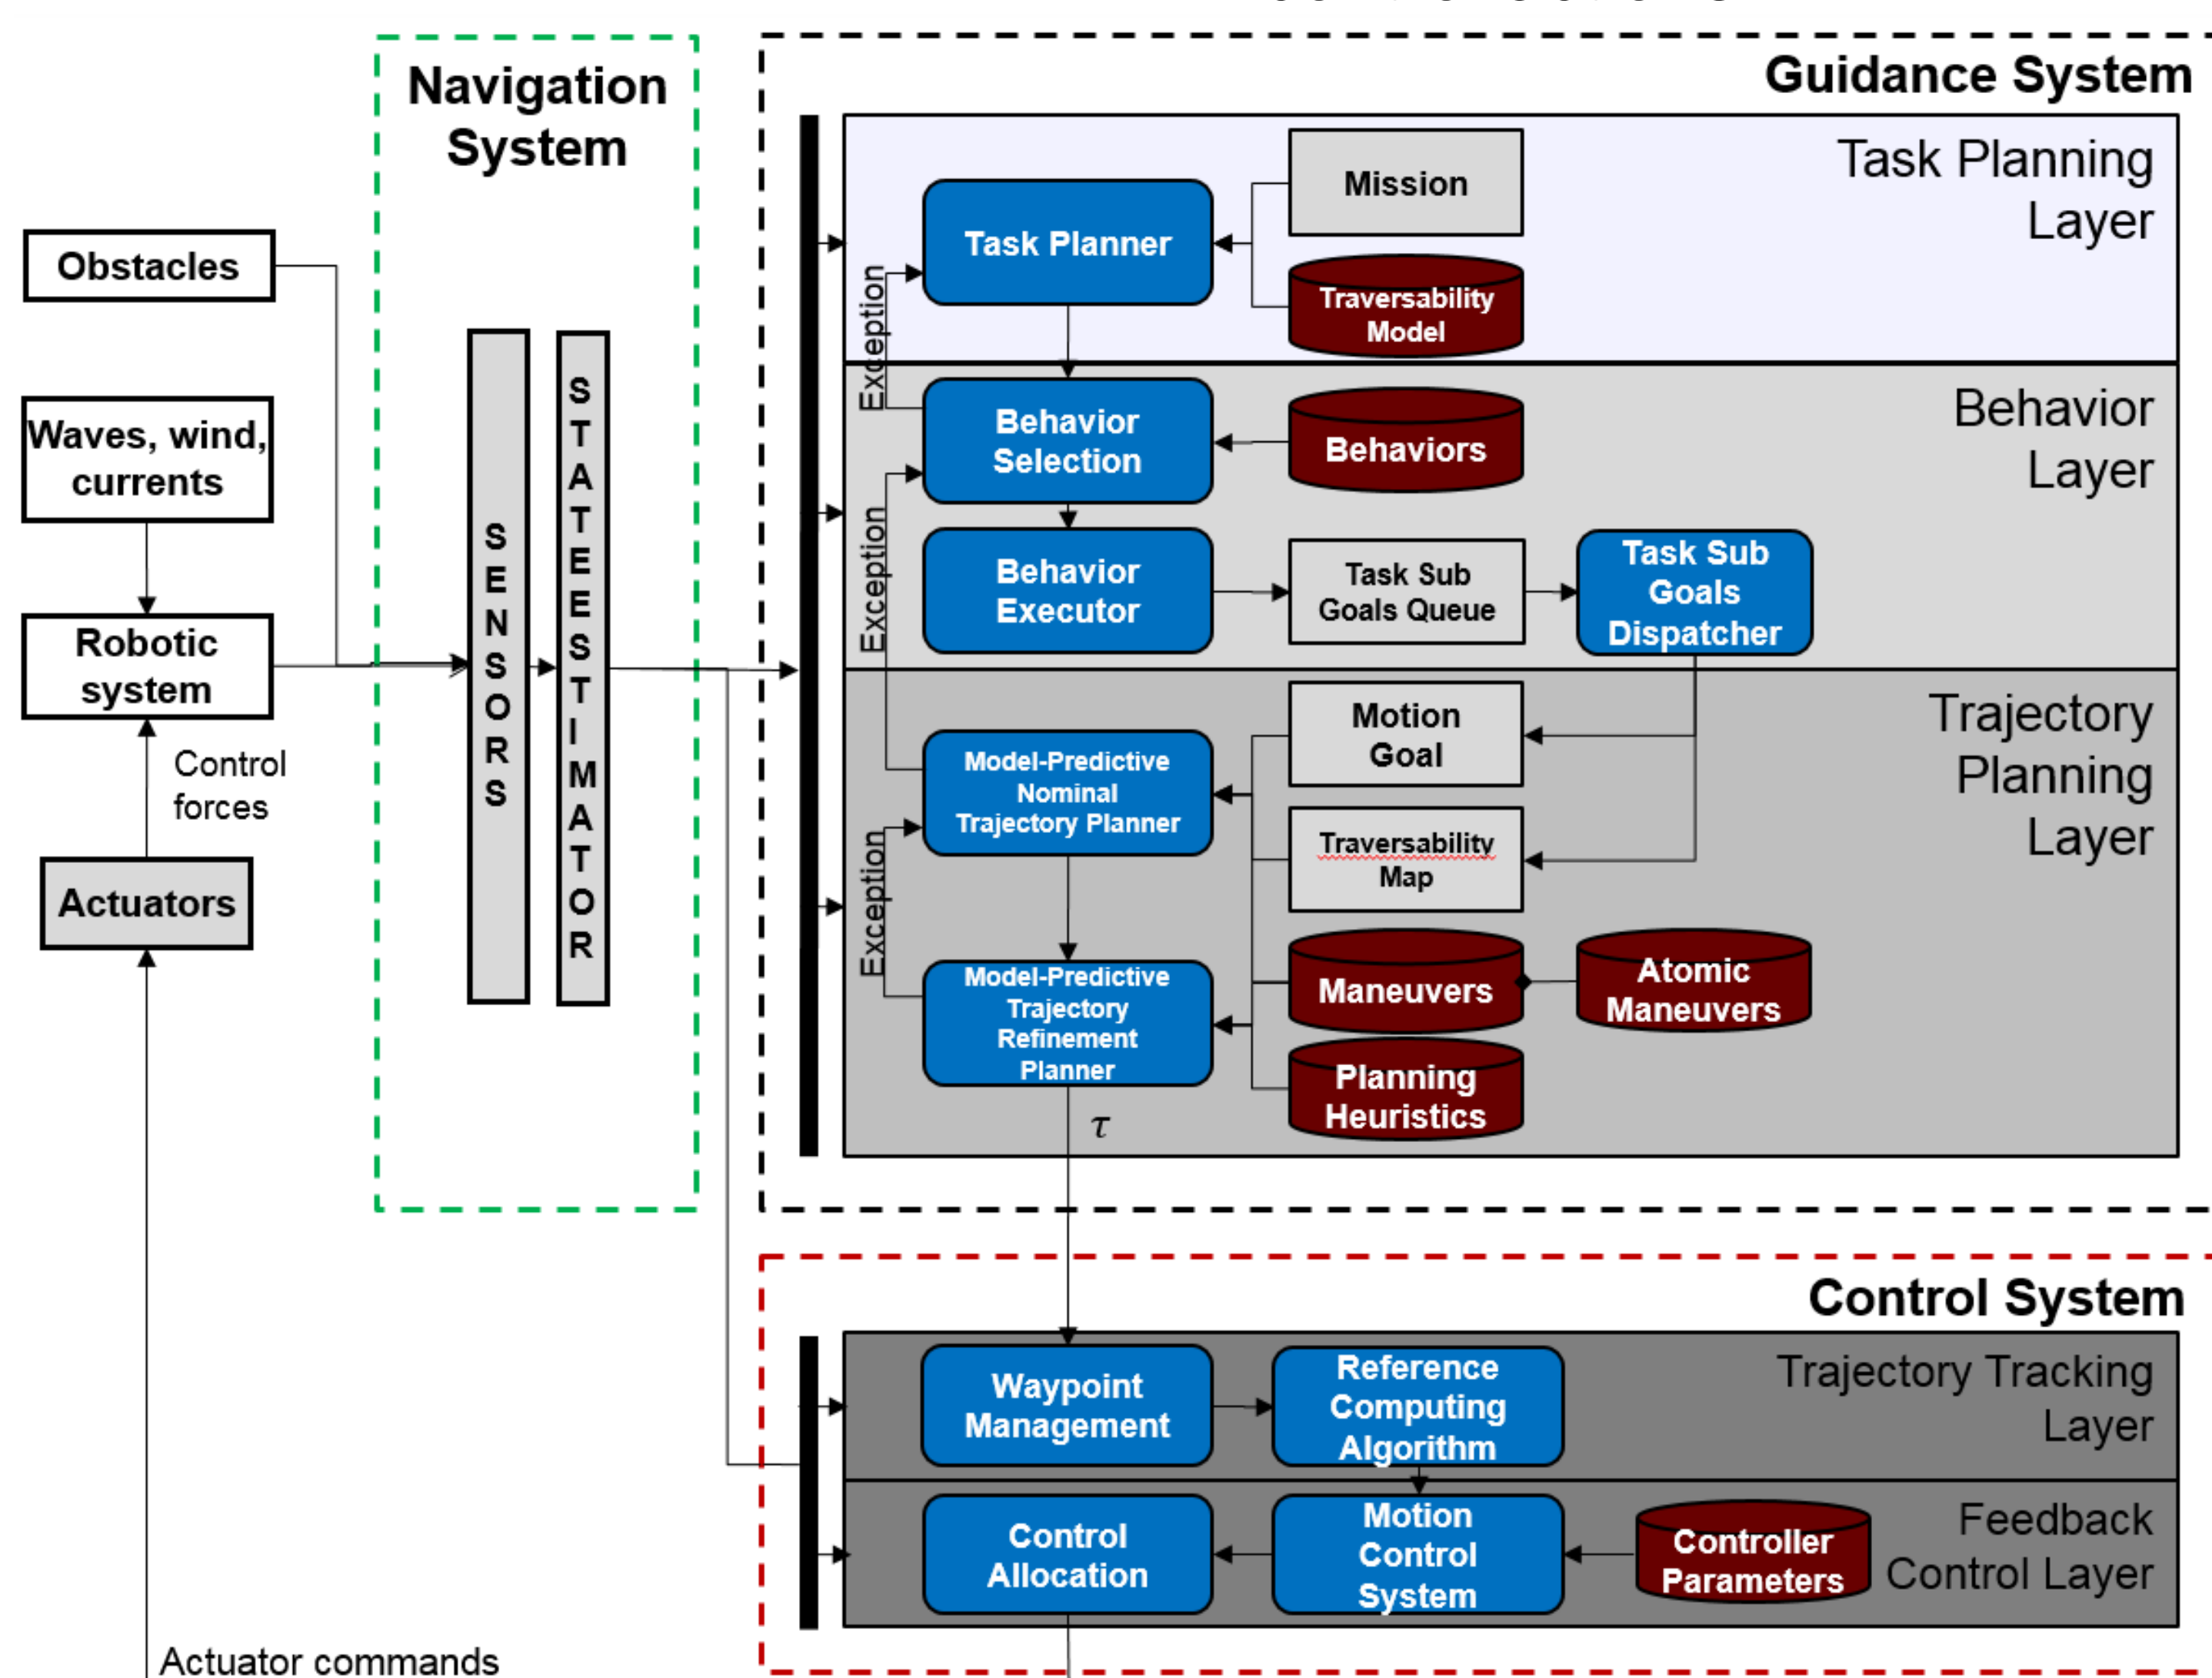 Guidance System
Navigation
System
Task Planning
Layer
Mission
Task Planner
Traversability
Model
Exception
Obstacles
Waves, wind,
currents
Robotic
system
Control
forces
Actuators
SENSORS
STATE ESTIMATOR
Behavior
Layer
Behavior
Selection
Behaviors
Exception
Behavior
Executor
Task Sub
Goals Queue
Task Sub
Goals
Dispatcher
Trajectory
Planning
Layer
Motion
Goal
Model-Predictive
Nominal
Trajectory Planner
Traversability
Map
Exception
Model-Predictive
Trajectory
Refinement
Planner
Maneuvers
Atomic
Maneuvers
Planning
Heuristics
τ
Control System
Trajectory Tracking
Layer
Waypoint
Management
Reference
Computing
Algorithm
Feedback
Control Layer
Control
Allocation
Motion
Control
System
Controller
Parameters
Actuator commands